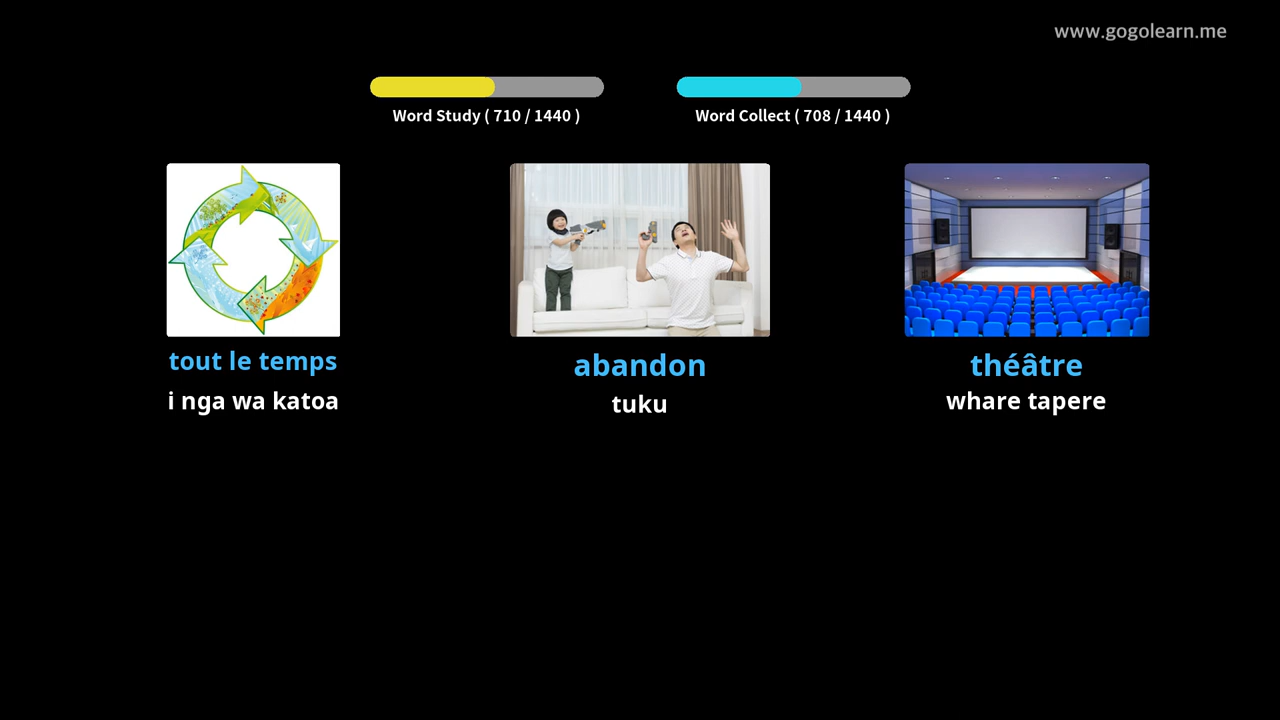 www.gogolearn.me
Word Study ( 710 / 1440 )
Word Collect ( 708 / 1440 )
tout le temps
i nga wa katoa
abandon
tuku
théâtre
whare tapere